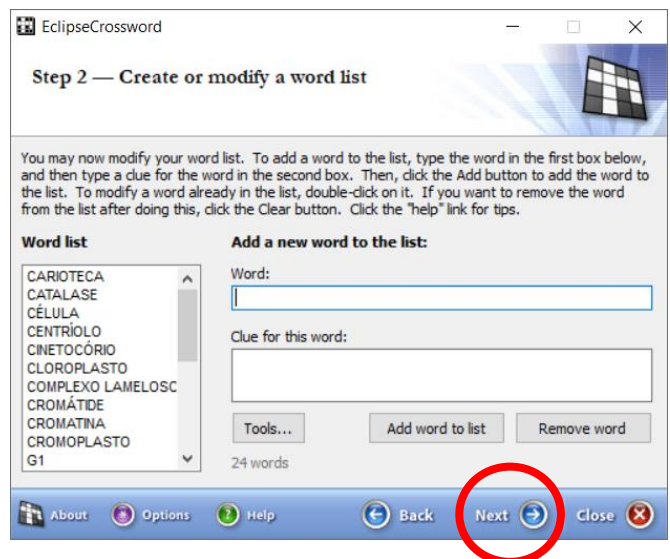 EclipseCrossword
Step 2 — Create or modify a word list
You may now modify your word list. To add a word to the list, type the word in the first box below,
and then type a clue for the word in the second box. Then, click the Add button to add the word to
the list. To modify a word already in the list, double-click on it. If you want to remove the word
from the list after doing this, click the Clear button. Click the "help" link for tips.
Word list
CARIOTECA
CATALASE
CÉLULA
CENTRÍOLO
CINETOCÓRIO
CLOROPLASTO
COMPLEXO LAMELOSC
CROMÁTIDE
CROMATINA
CROMOPLASTO
G1
Add a new word to the list:
Word:
Clue for this word:
Tools... Add word to list Remove word
24 words
About Options Help Back Next Close